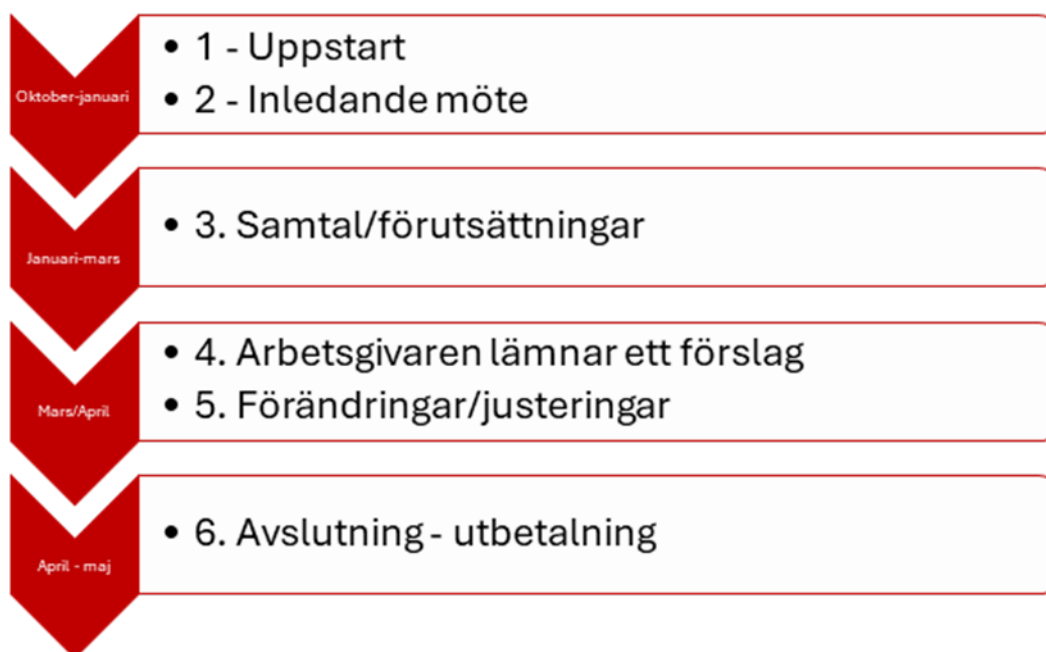 Oktober-januari
• 1 - Uppstart
• 2 - Inledande möte
Januari-mars
• 3. Samtal/förutsättningar
Mars/April
• 4. Arbetsgivaren lämnar ett förslag
• 5. Förändringar/justeringar
April - maj
• 6. Avslutning - utbetalning